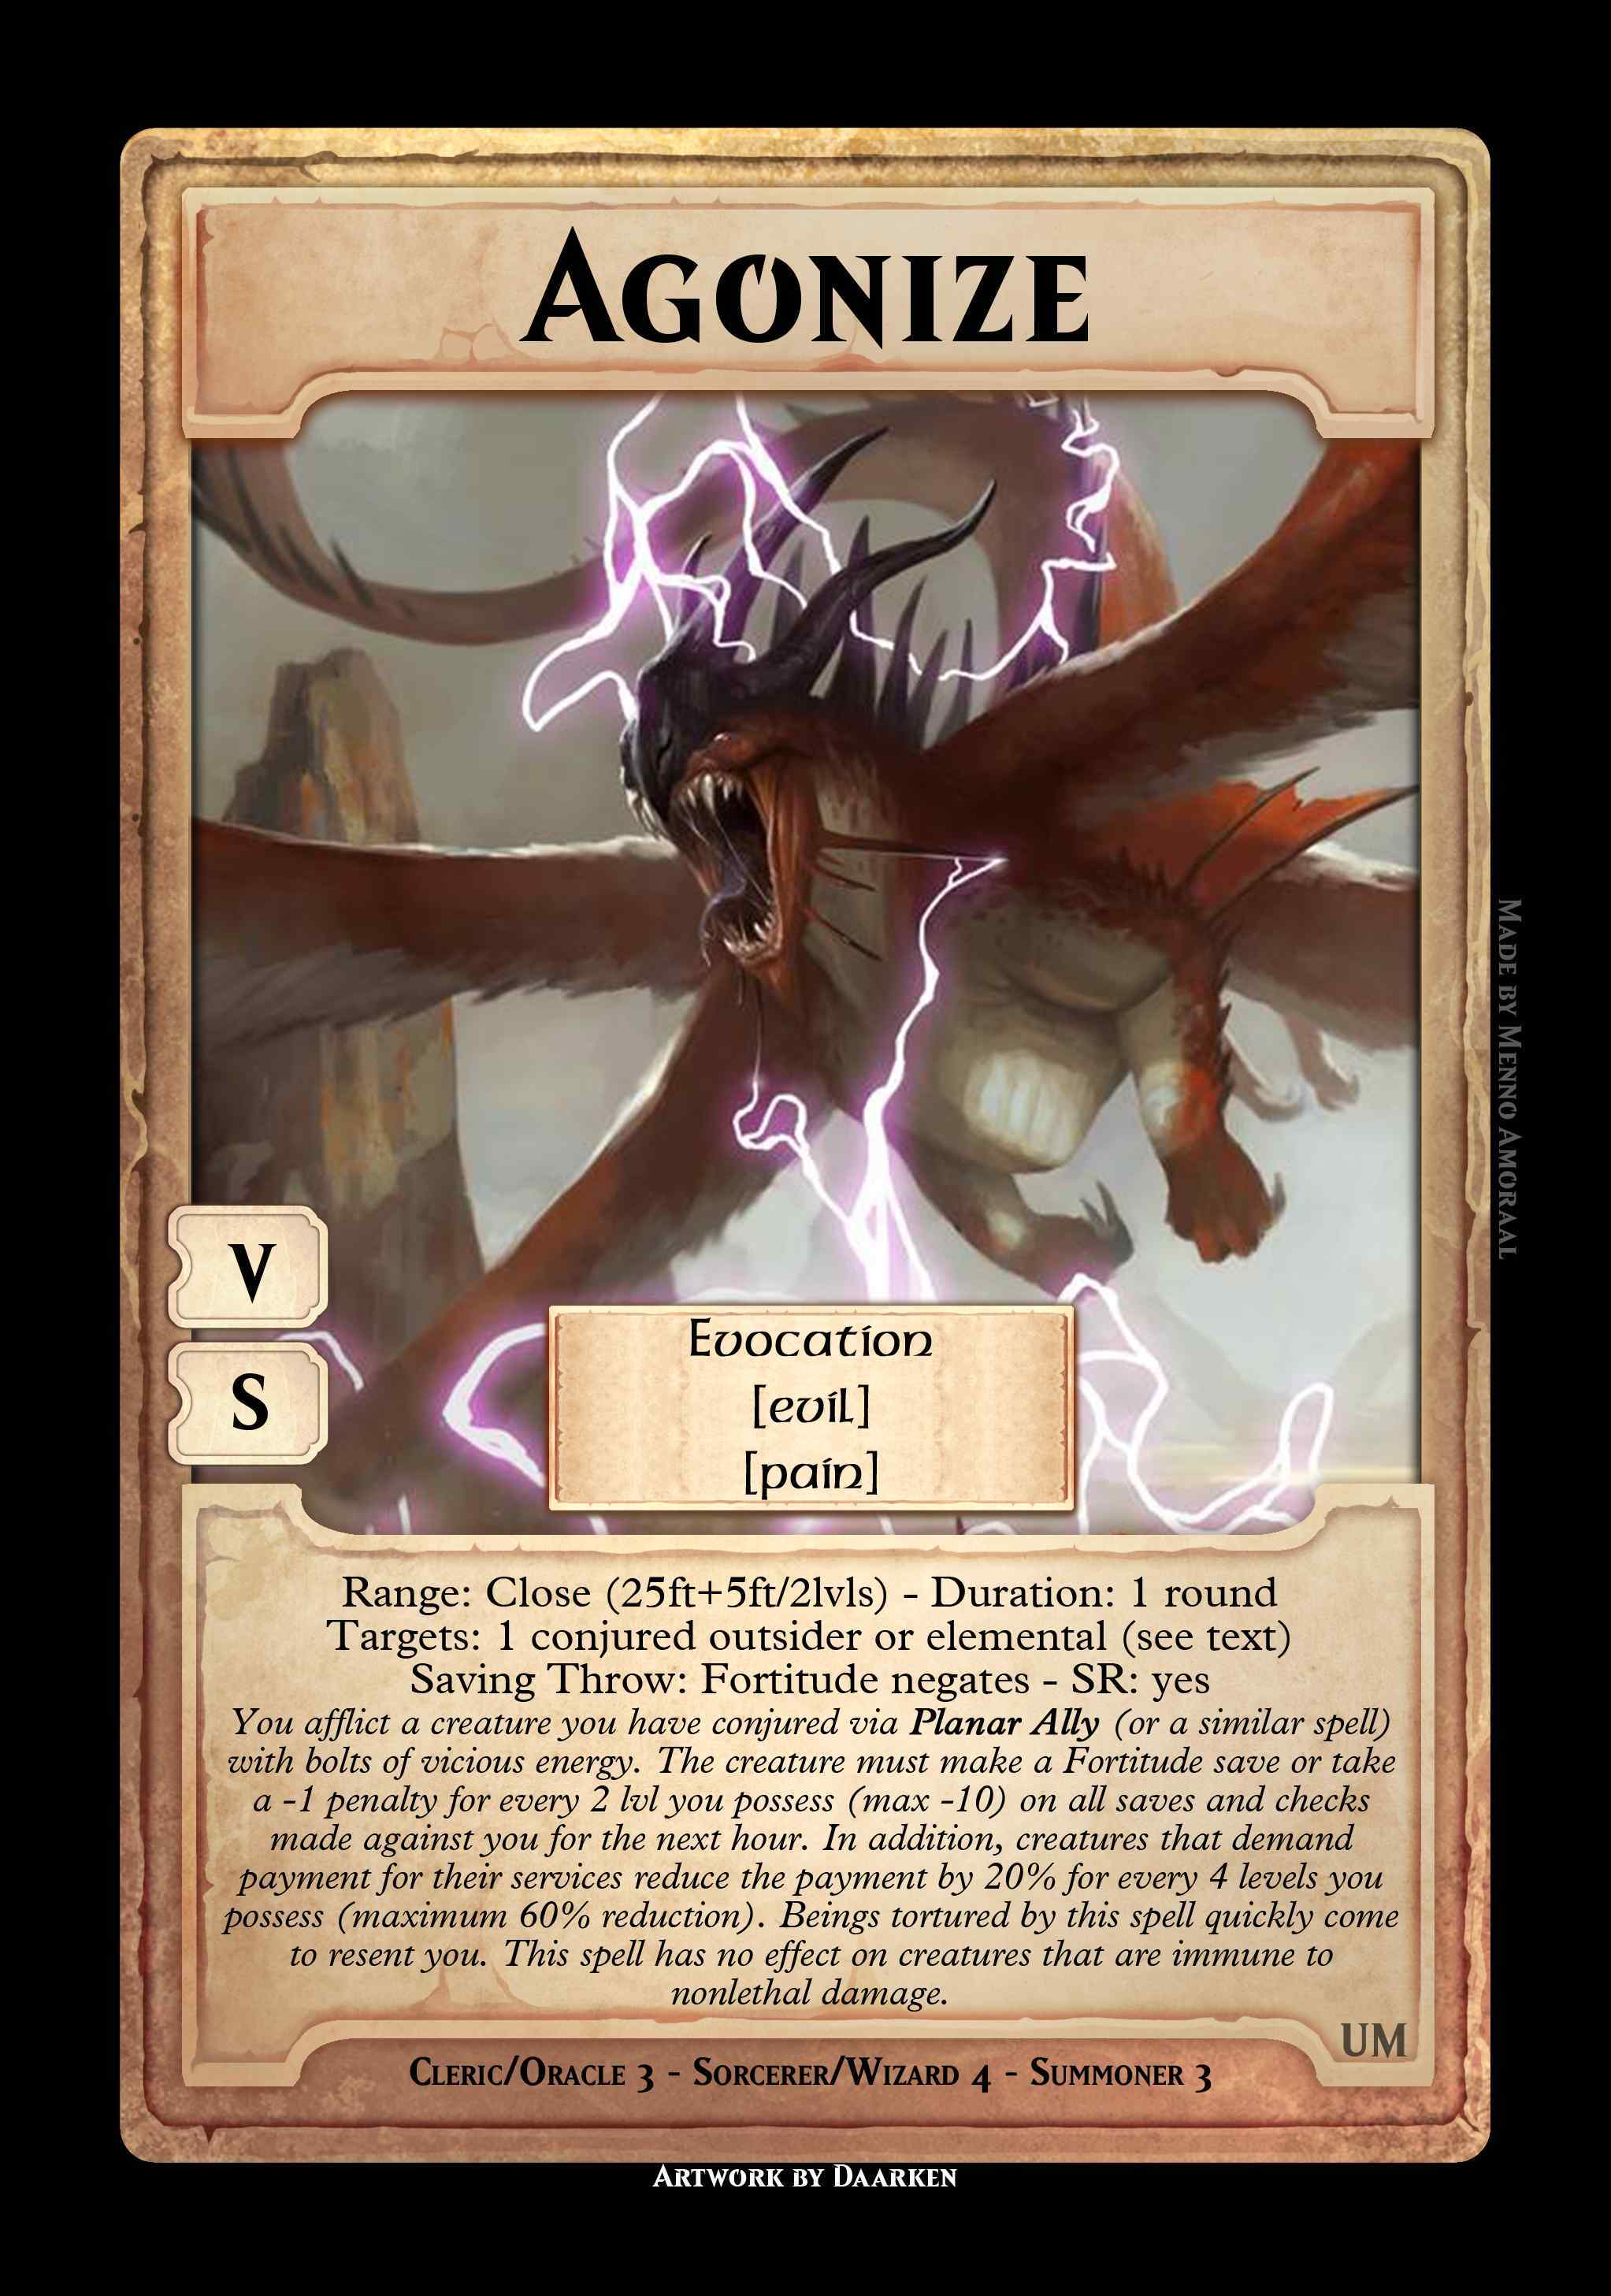 Agonize
V
S
Evocation
[evil]
[pain]
Range: Close (25ft+5ft/2lvls) - Duration: 1 round
Targets: 1 conjured outsider or elemental (see text)
Saving Throw: Fortitude negates - SR: yes
You afflict a creature you have conjured via Planar Ally (or a similar spell)
with bolts of vicious energy. The creature must make a Fortitude save or take
a -1 penalty for every 2 lvl you possess (max -10) on all saves and checks
made against you for the next hour. In addition, creatures that demand
payment for their services reduce the payment by 20% for every 4 levels you
possess (maximum 60% reduction). Beings tortured by this spell quickly come
to resent you. This spell has no effect on creatures that are immune to
nonlethal damage.
UM
Cleric/Oracle 3 - Sorcerer/Wizard 4 - Summoner 3
Artwork by Daarken
Made by Menno Amoraal